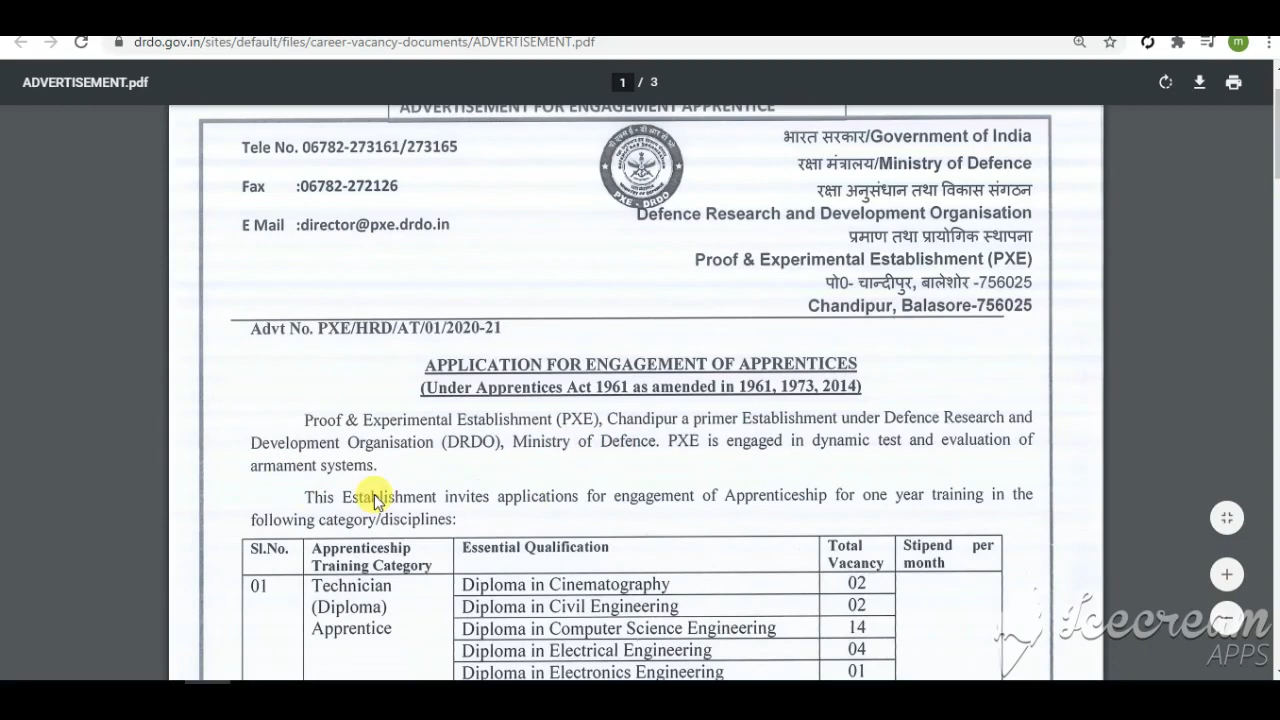 drdo.gov.in/sites/default/files/career-vacancy-documents/ADVERTISEMENT.pdf
m
ADVERTISEMENT.pdf
1 / 3
ADVERTISEMENT FOR ENGAGEMENT APPRENTICE
Tele No. 06782-273161/273165
Fax :06782-272126
E Mail :director@pxe.drdo.in
PXE - DRDO
भारत सरकार/Government of India
रक्षा मंत्रालय/Ministry of Defence
रक्षा अनुसंधान तथा विकास संगठन
Defence Research and Development Organisation
प्रमाण तथा प्रायोगिक स्थापना
Proof & Experimental Establishment (PXE)
पो0- चान्दीपुर, बालेशोर -756025
Chandipur, Balasore-756025
Advt No. PXE/HRD/AT/01/2020-21
APPLICATION FOR ENGAGEMENT OF APPRENTICES
(Under Apprentices Act 1961 as amended in 1961, 1973, 2014)
Proof & Experimental Establishment (PXE), Chandipur a primer Establishment under Defence Research and
Development Organisation (DRDO), Ministry of Defence. PXE is engaged in dynamic test and evaluation of
armament systems.
This Establishment invites applications for engagement of Apprenticeship for one year training in the
following category/disciplines:
Sl.No. Apprenticeship Training Category Essential Qualification Total Vacancy Stipend per month
01 Technician (Diploma) Apprentice Diploma in Cinematography 02
Diploma in Civil Engineering 02
Diploma in Computer Science Engineering 14
Diploma in Electrical Engineering 04
Diploma in Electronics Engineering 01
Icecream
APPS